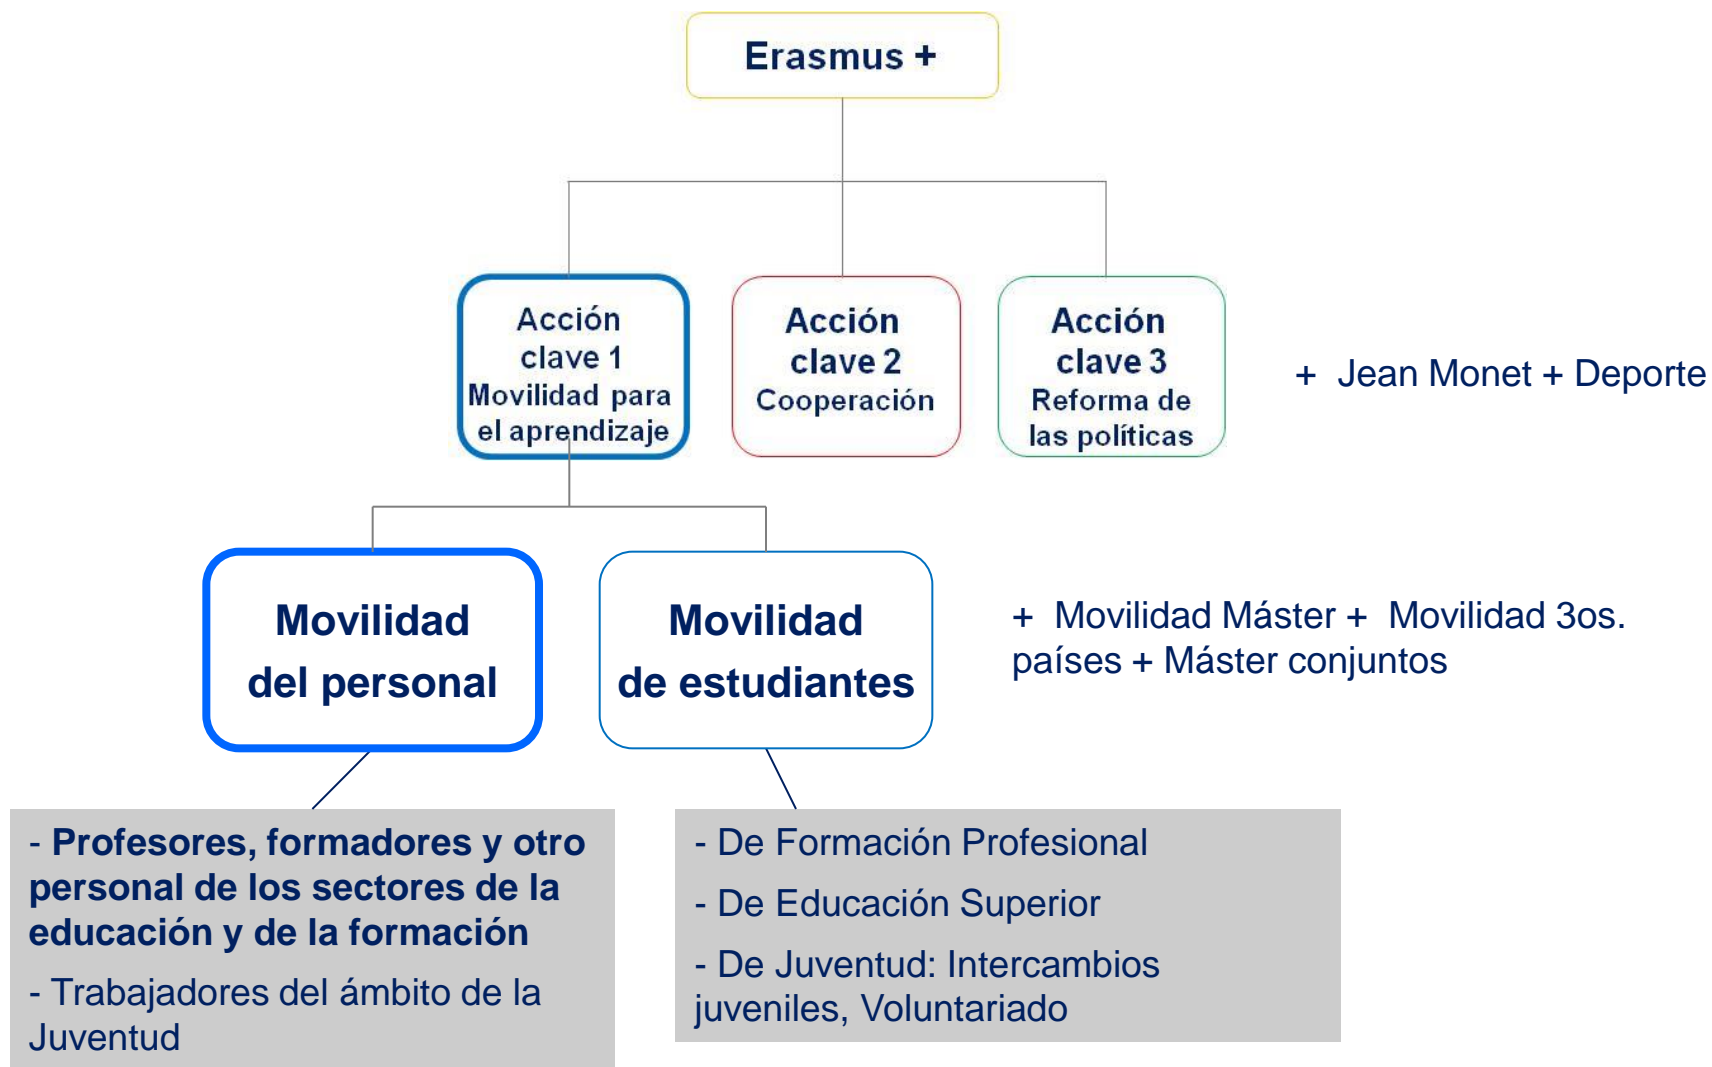 Erasmus +
Acción
clave 1
Movilidad para
el aprendizaje
Acción
clave 2
Cooperación
Acción
clave 3
Reforma de
las políticas
+ Jean Monet + Deporte
Movilidad
del personal
Movilidad
de estudiantes
+ Movilidad Máster + Movilidad 3os.
países + Máster conjuntos
- Profesores, formadores y otro
personal de los sectores de la
educación y de la formación
- Trabajadores del ámbito de la
Juventud
- De Formación Profesional
- De Educación Superior
- De Juventud: Intercambios
juveniles, Voluntariado